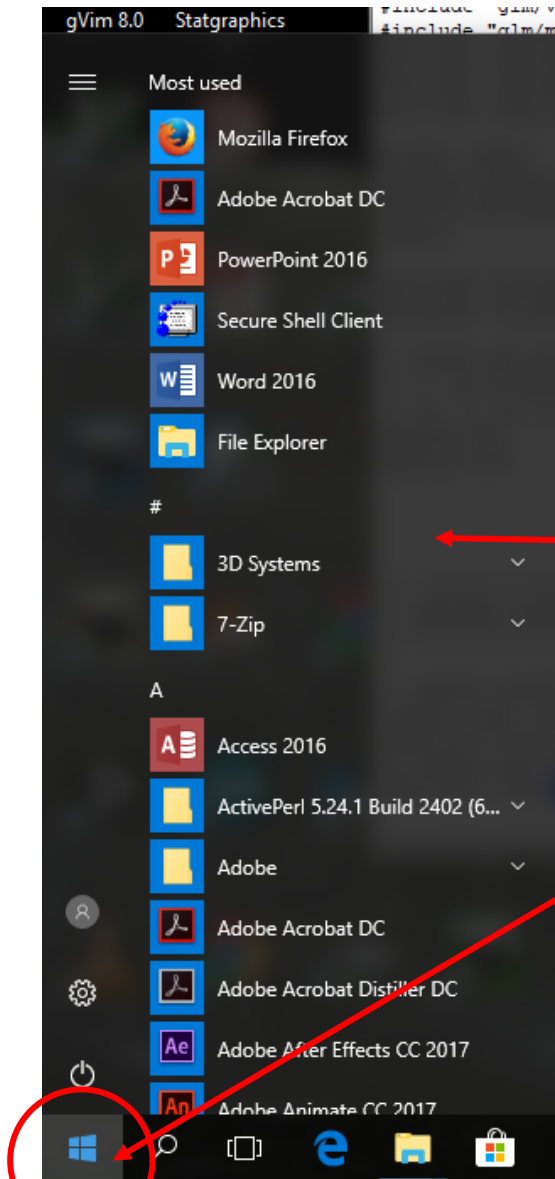 gVim 8.0 Statgraphics
#include "glm/m
Most used
Mozilla Firefox
Adobe Acrobat DC
PowerPoint 2016
Secure Shell Client
Word 2016
File Explorer
#
3D Systems
7-Zip
A
Access 2016
ActivePerl 5.24.1 Build 2402 (6...
Adobe
Adobe Acrobat DC
Adobe Acrobat Distiller DC
Adobe After Effects CC 2017
Adobe Animate CC 2017